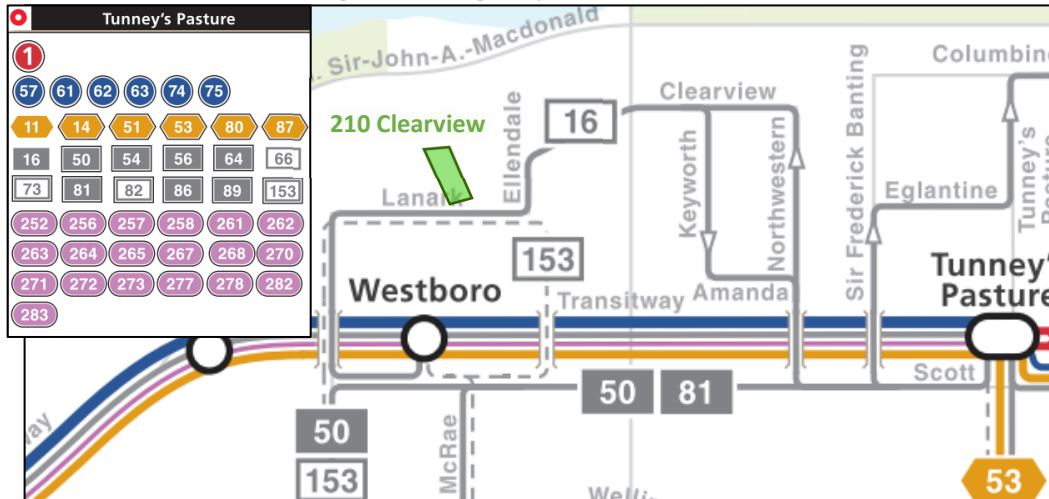 Tunney's Pasture
1
57 61 62 63 74 75
11 14 51 53 80 87
16 50 54 56 64 66
73 81 82 86 89 153
252 256 257 258 261 262
263 264 265 267 268 270
271 272 273 277 278 282
283
Sir-John-A.-Macdonald
210 Clearview
Lanark
Ellendale
16
Clearview
Keyworth
Northwestern
Sir Frederick Banting
Columbine
Eglantine
Tunney's
153
Westboro
Transitway
Amanda
Tunney's
Pasture
Scott
50
81
50
153
McRae
53